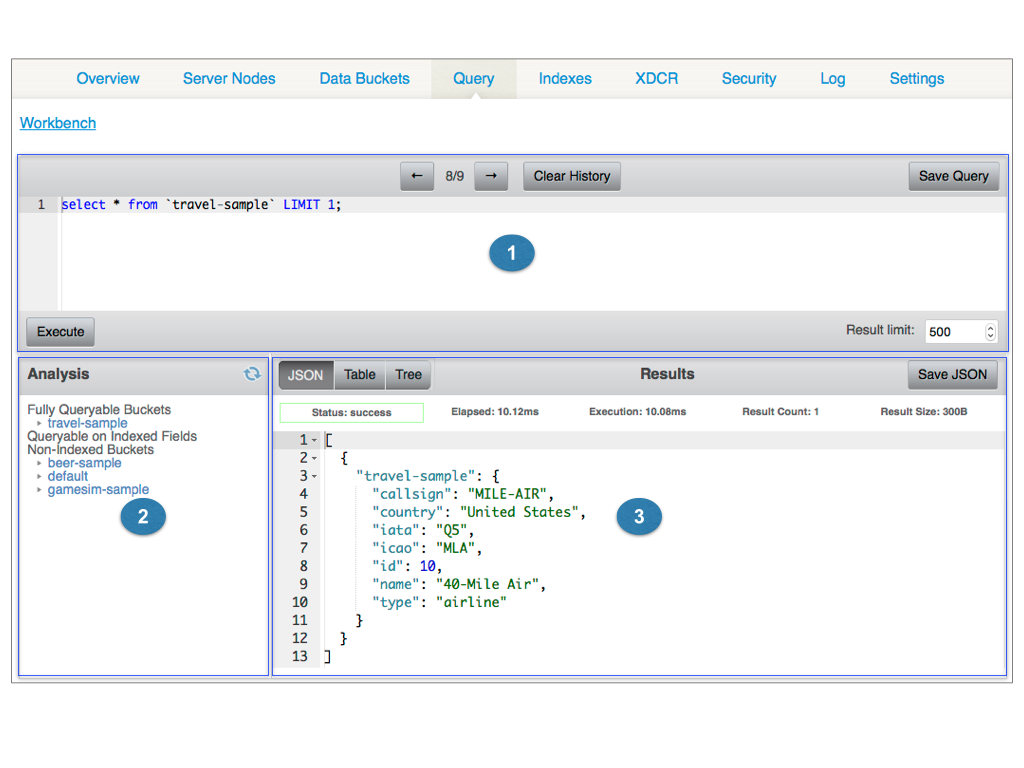 Overview Server Nodes Data Buckets Query Indexes XDCR Security Log Settings
Workbench
← 8/9 → Clear History Save Query
1 select * from `travel-sample` LIMIT 1;
1
Execute Result limit: 500
Analysis
Fully Queryable Buckets
travel-sample
Queryable on Indexed Fields
Non-Indexed Buckets
beer-sample
default
gamesim-sample
2
JSON Table Tree Results Save JSON
Status: success Elapsed: 10.12ms Execution: 10.08ms Result Count: 1 Result Size: 300B
1 [
2 {
3 "travel-sample": {
4 "callsign": "MILE-AIR",
5 "country": "United States",
6 "iata": "Q5",
7 "icao": "MLA",
8 "id": 10,
9 "name": "40-Mile Air",
10 "type": "airline"
11 }
12 }
13 ]
3